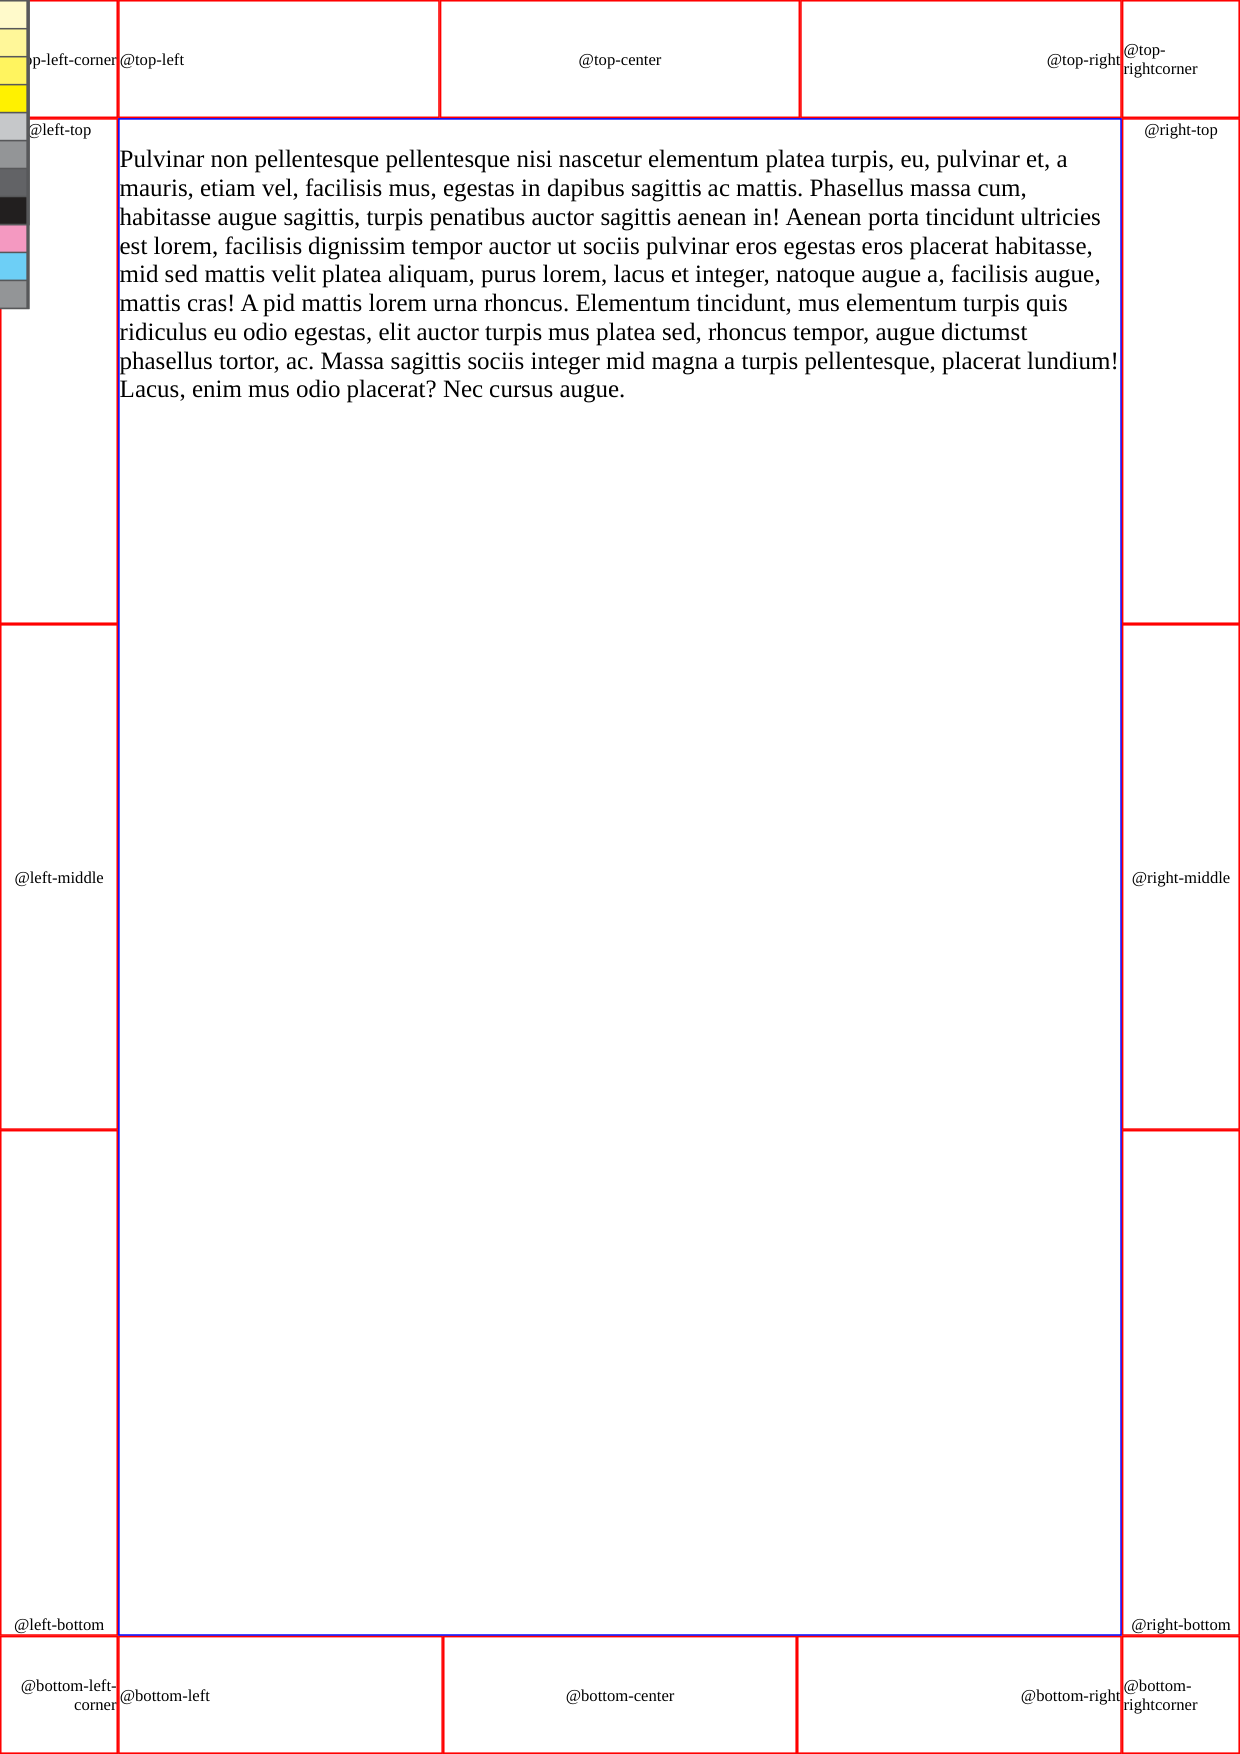 op-left-corner @top-left @top-center @top-right @top-
rightcorner
@left-top @right-top
Pulvinar non pellentesque pellentesque nisi nascetur elementum platea turpis, eu, pulvinar et, a
mauris, etiam vel, facilisis mus, egestas in dapibus sagittis ac mattis. Phasellus massa cum,
habitasse augue sagittis, turpis penatibus auctor sagittis aenean in! Aenean porta tincidunt ultricies
est lorem, facilisis dignissim tempor auctor ut sociis pulvinar eros egestas eros placerat habitasse,
mid sed mattis velit platea aliquam, purus lorem, lacus et integer, natoque augue a, facilisis augue,
mattis cras! A pid mattis lorem urna rhoncus. Elementum tincidunt, mus elementum turpis quis
ridiculus eu odio egestas, elit auctor turpis mus platea sed, rhoncus tempor, augue dictumst
phasellus tortor, ac. Massa sagittis sociis integer mid magna a turpis pellentesque, placerat lundium!
Lacus, enim mus odio placerat? Nec cursus augue.
@left-middle @right-middle
@left-bottom @right-bottom
@bottom-left-
corner
@bottom-left @bottom-center @bottom-right
@bottom-
rightcorner